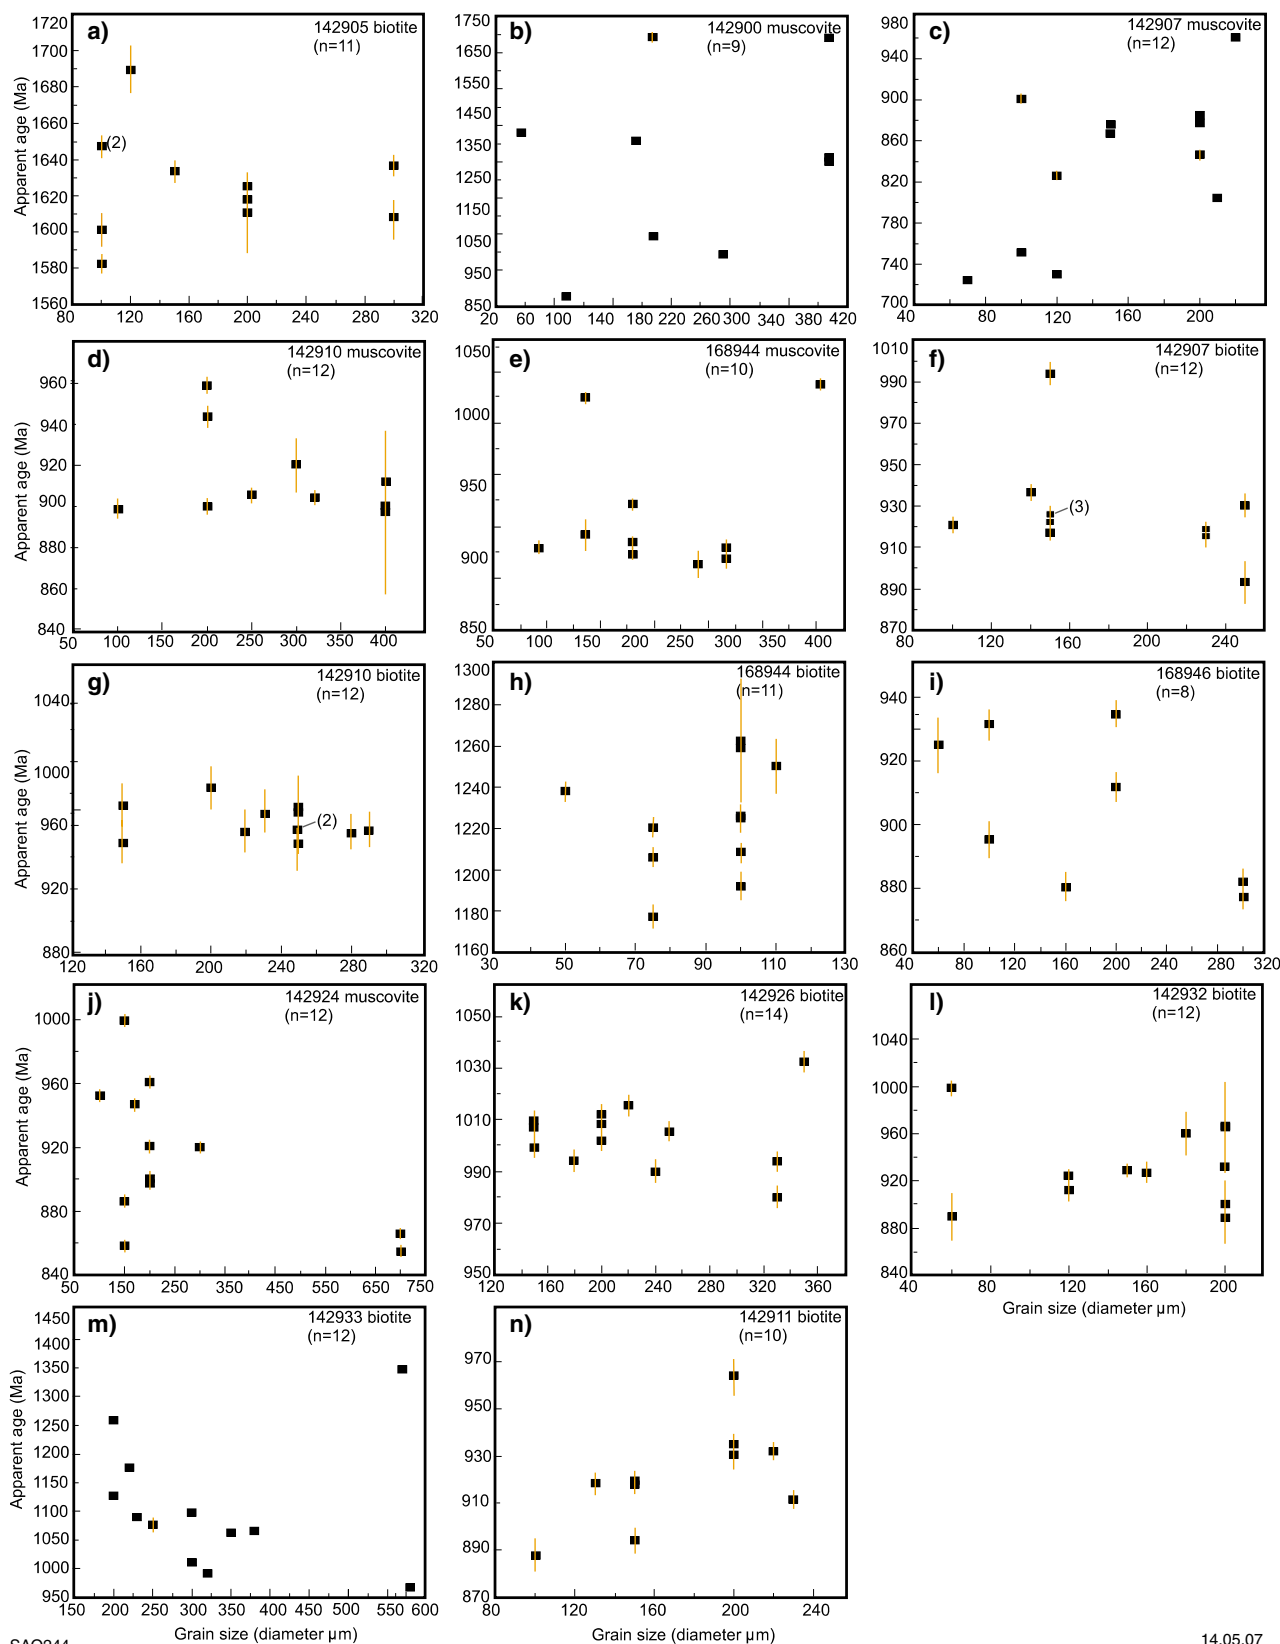 a)
142905 biotite
(n=11)
Apparent age (Ma)
1720
1700
1680
1660
1640
1620
1600
1580
1560
(2)
80 120 160 200 240 280 320
b)
142900 muscovite
(n=9)
1750
1650
1550
1450
1350
1250
1150
1050
950
850
20 60 100 140 180 220 260 300 340 380 420
c)
142907 muscovite
(n=12)
980
940
900
860
820
780
740
700
40 80 120 160 200
d)
142910 muscovite
(n=12)
Apparent age (Ma)
960
940
920
900
880
860
840
50 100 150 200 250 300 350 400
e)
168944 muscovite
(n=10)
1050
1000
950
900
850
50 100 150 200 250 300 350 400
f)
142907 biotite
(n=12)
1010
990
970
950
930
910
890
870
(3)
80 120 160 200 240
g)
142910 biotite
(n=12)
Apparent age (Ma)
1040
1000
960
920
880
(2)
120 160 200 240 280 320
h)
168944 biotite
(n=11)
1300
1280
1260
1240
1220
1200
1180
1160
30 50 70 90 110 130
i)
168946 biotite
(n=8)
940
920
900
880
860
40 80 120 160 200 240 280 320
j)
142924 muscovite
(n=12)
Apparent age (Ma)
1000
960
920
880
840
50 150 250 350 450 550 650 750
k)
142926 biotite
(n=14)
1050
1030
1010
990
970
950
120 160 200 240 280 320 360
l)
142932 biotite
(n=12)
1040
1000
960
920
880
840
40 80 120 160 200
Grain size (diameter µm)
m)
142933 biotite
(n=12)
Apparent age (Ma)
1450
1400
1350
1300
1250
1200
1150
1100
1050
1000
950
150 200 250 300 350 400 450 500 550 600
Grain size (diameter µm)
n)
142911 biotite
(n=10)
970
950
930
910
890
870
80 120 160 200 240
Grain size (diameter µm)
14.05.07